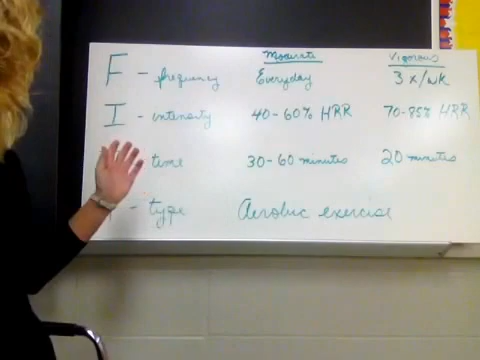 Moderate Vigorous
F - frequency Everyday 3 x/wk
I - intensity 40-60% HRR 70-85% HRR
time 30-60 minutes 20 minutes
- type Aerobic exercise